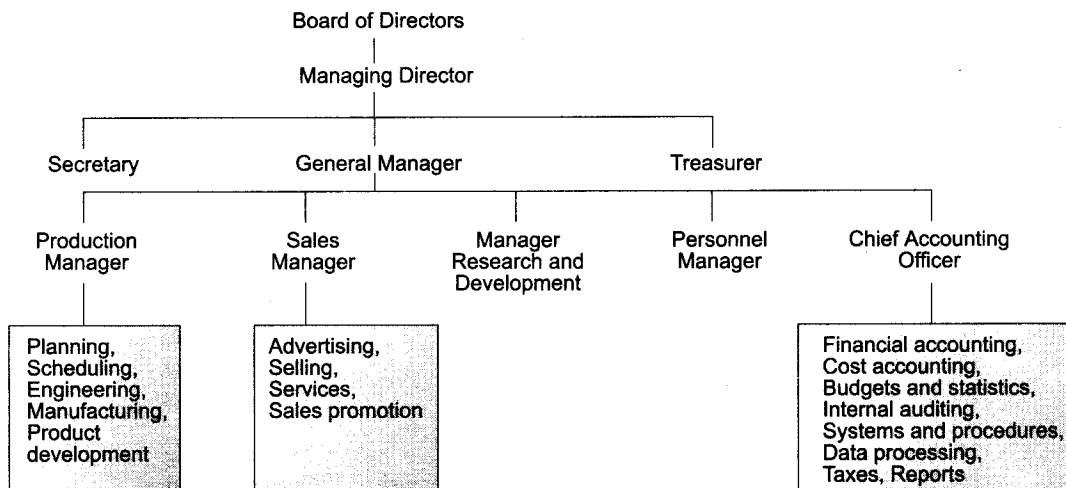 Board of Directors
Managing Director
Secretary
General Manager
Treasurer
Production
Manager
Sales
Manager
Manager
Research and
Development
Personnel
Manager
Chief Accounting
Officer
Planning,
Scheduling,
Engineering,
Manufacturing,
Product
development
Advertising,
Selling,
Services,
Sales promotion
Financial accounting,
Cost accounting,
Budgets and statistics,
Internal auditing,
Systems and procedures,
Data processing,
Taxes, Reports